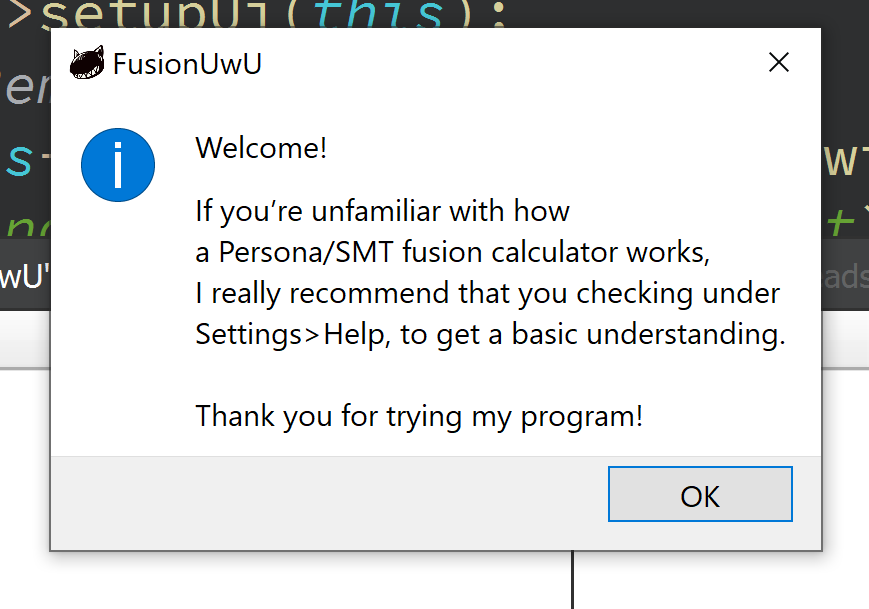 >setupUi(this);
FusionUwU
Welcome!
If you’re unfamiliar with how
a Persona/SMT fusion calculator works,
I really recommend that you checking under
Settings>Help, to get a basic understanding.
Thank you for trying my program!
OK